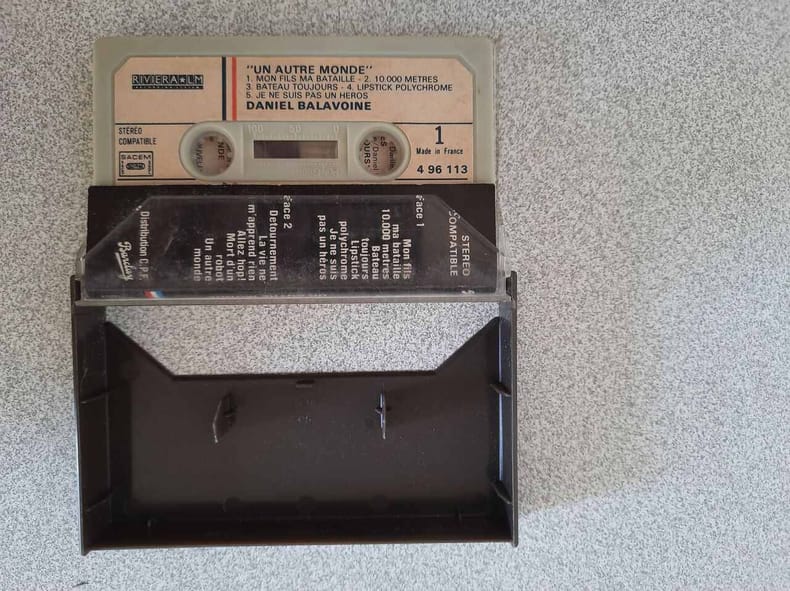 RIVIERA★LM
"UN AUTRE MONDE"
1. MON FILS MA BATAILLE - 2. 10.000 METRES
3. BATEAU TOUJOURS - 4. LIPSTICK POLYCHROME
5. JE NE SUIS PAS UN HEROS
DANIEL BALAVOINE
STÉRÉO
COMPATIBLE
SACEM
100 50 0
1
Made in France
4 96 113
STEREO
COMPATIBLE
Face 1
Mon fils
ma bataille
10.000 metres
Bateau
toujours
Lipstick
polychrome
Je ne suis
pas un héros
Face 2
Detournement
La vie ne
m'apprend rien
Allez hop!
Mort d'un
robot
Un autre
monde
Distribution C.P.F.
Barclay